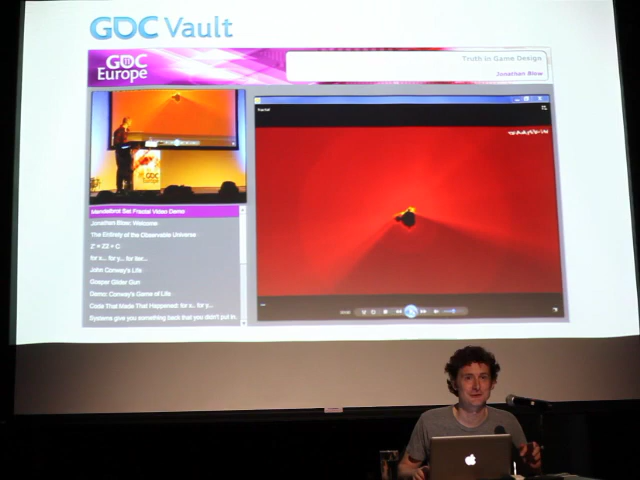 GDC Vault
GDC
Europe
Truth in Game Design
Jonathan Blow
GDC
Europe
Mandelbrot Set Fractal Video Demo
Jonathan Blow: Welcome
The Entirety of the Observable Universe
Z' = Z2 + C
for x... for y... for iter...
John Conway's Life
Gosper Glider Gun
Demo: Conway's Game of Life
Code That Made That Happened: for x.. for y...
Systems give you something back that you didn't put in.